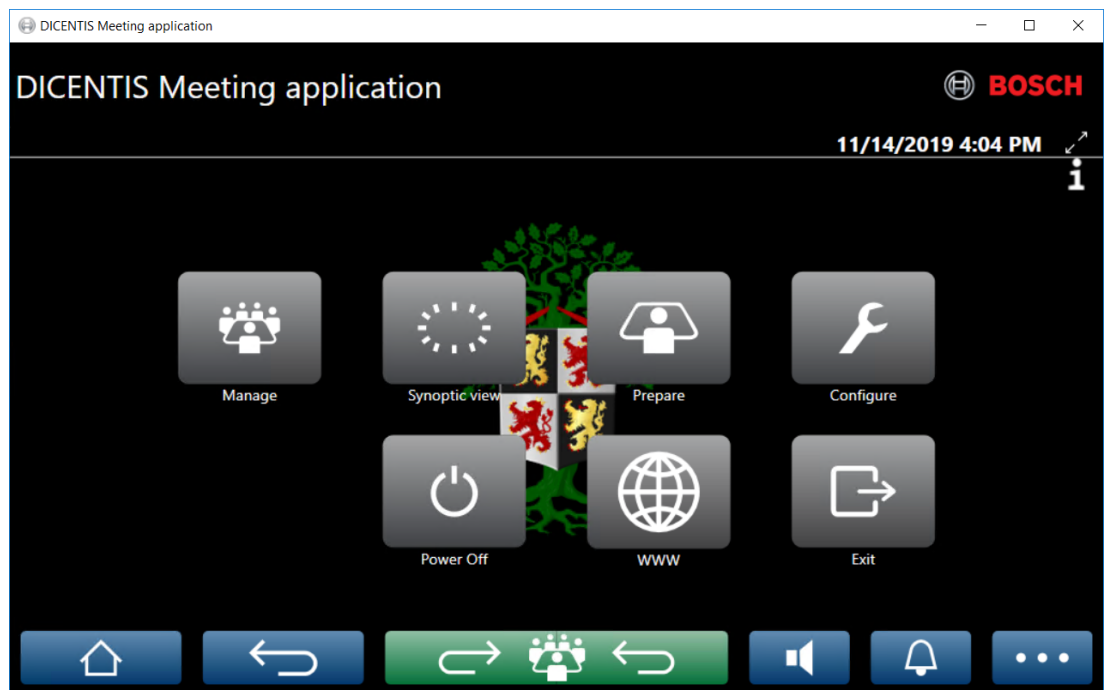 DICENTIS Meeting application
DICENTIS Meeting application
BOSCH
11/14/2019 4:04 PM
i
Manage
Synoptic view
Prepare
Configure
Power Off
WWW
Exit